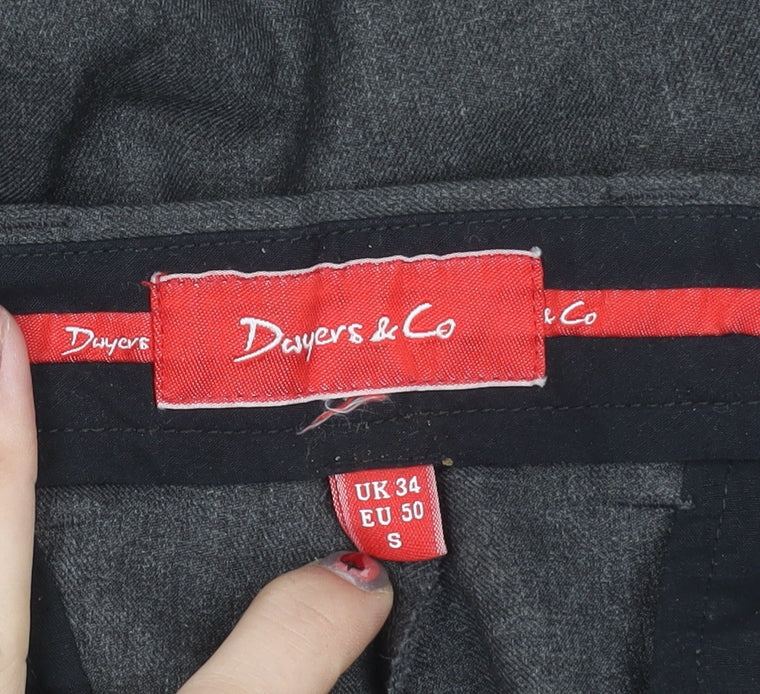 Dwyers
Dwyers & Co
& Co
UK 34
EU 50
S